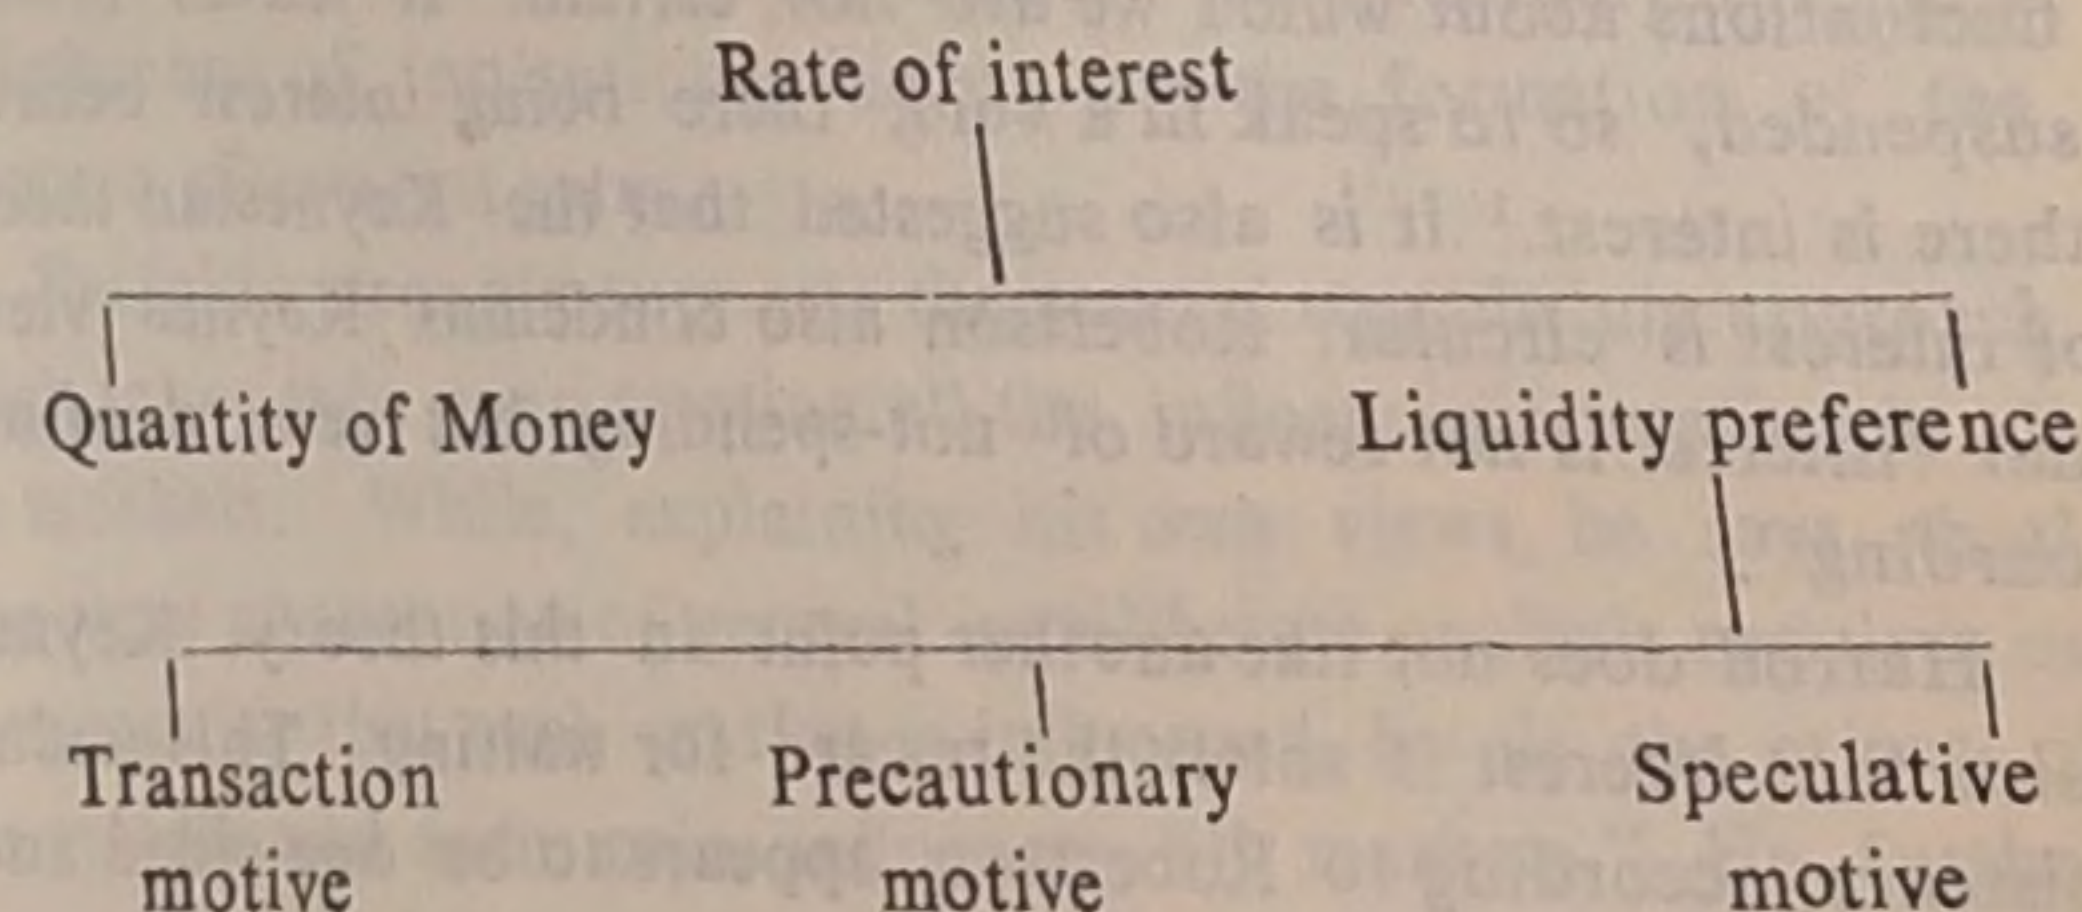 Rate of interest
Quantity of Money Liquidity preference
Transaction Precautionary Speculative
motive motive motive